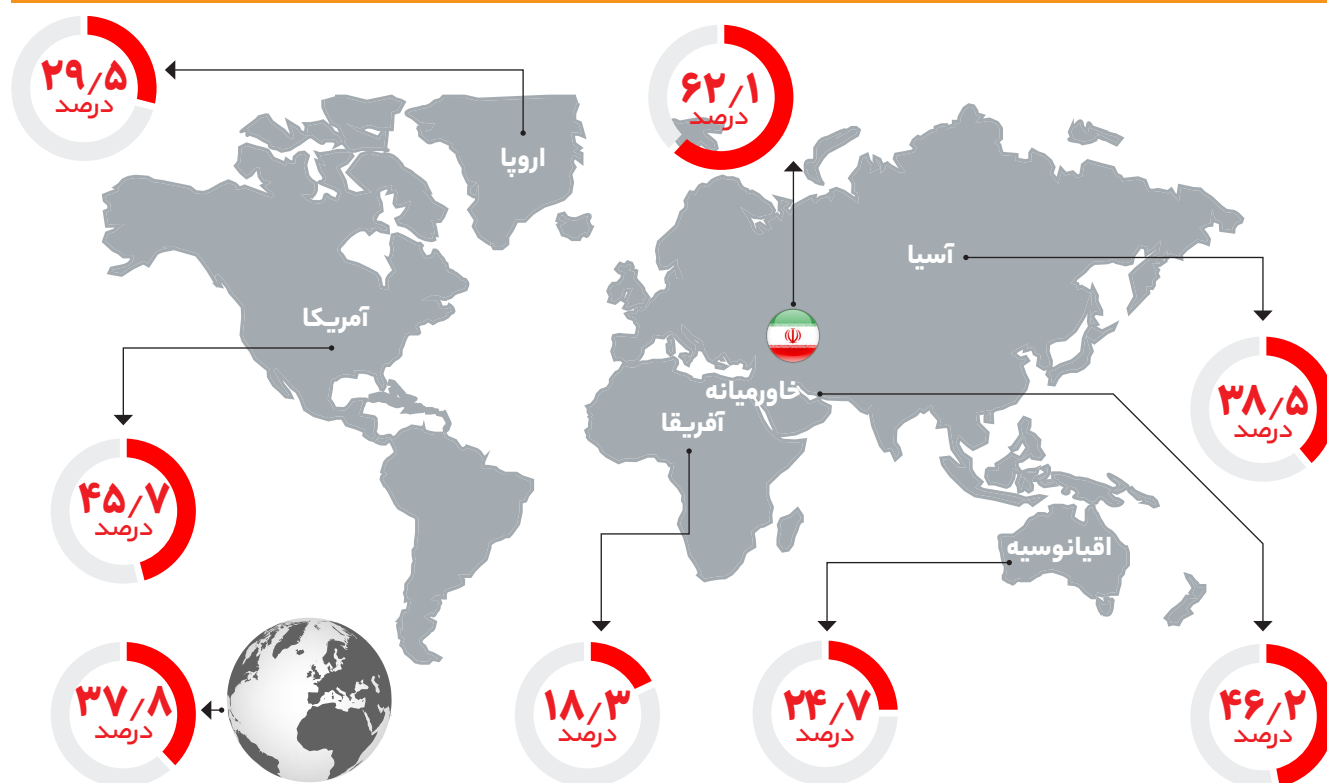 ۲۹/۵
درصد
۶۲/۱
درصد
اروپا
آسیا
آمریکا
خاورمیانه
آفریقا
۳۸/۵
درصد
۴۵/۷
درصد
اقیانوسیه
۳۷/۸
درصد
۱۸/۳
درصد
۲۴/۷
درصد
۴۶/۲
درصد